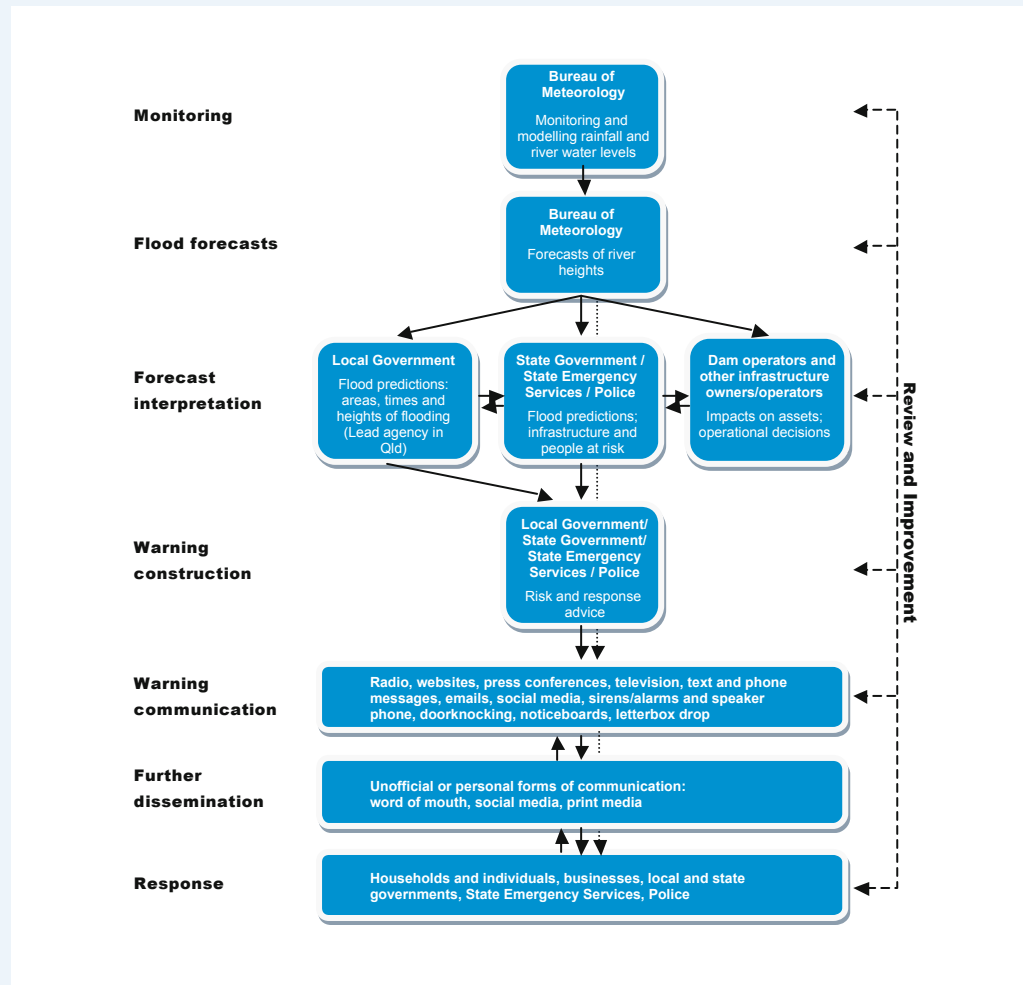 Bureau of
Meteorology
Monitoring and
modelling rainfall and
river water levels
Monitoring
Bureau of
Meteorology
Forecasts of river
heights
Flood forecasts
Forecast
interpretation
Local Government
Flood predictions:
areas, times and
heights of flooding
(Lead agency in
Qld)
State Government /
State Emergency
Services / Police
Flood predictions;
infrastructure and
people at risk
Dam operators and
other infrastructure
owners/operators
Impacts on assets;
operational decisions
Review and Improvement
Warning
construction
Local Government/
State Government/
State Emergency
Services / Police
Risk and response
advice
Warning
communication
Radio, websites, press conferences, television, text and phone
messages, emails, social media, sirens/alarms and speaker
phone, doorknocking, noticeboards, letterbox drop
Further
dissemination
Unofficial or personal forms of communication:
word of mouth, social media, print media
Response
Households and individuals, businesses, local and state
governments, State Emergency Services, Police